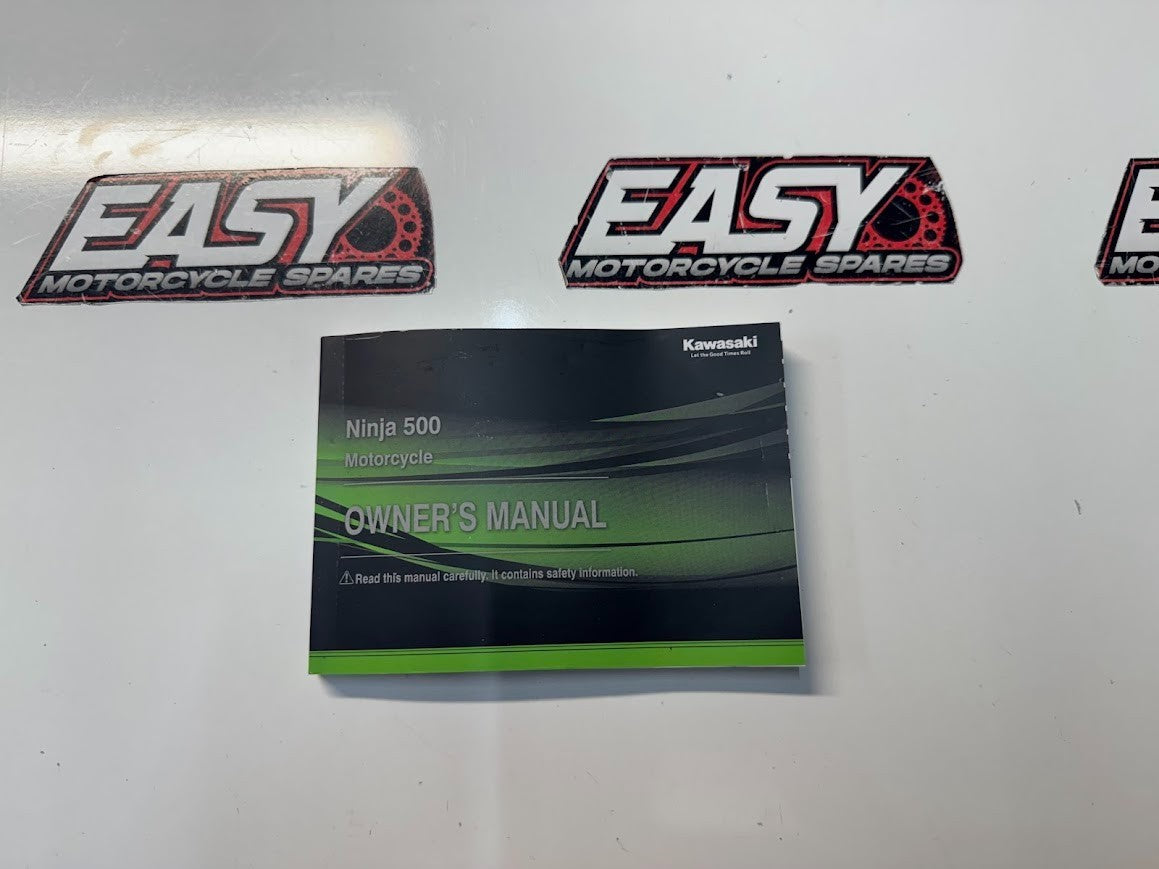 EASY
MOTORCYCLE SPARES
EASY
MOTORCYCLE SPARES
E
MO
Kawasaki
Let the Good Times Roll
Ninja 500
Motorcycle
OWNER'S MANUAL
⚠ Read this manual carefully. It contains safety information.